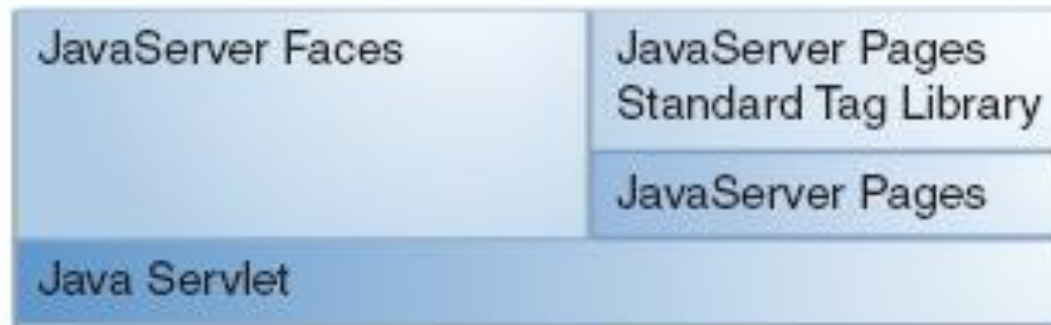 JavaServer Faces
JavaServer Pages
Standard Tag Library
JavaServer Pages
Java Servlet